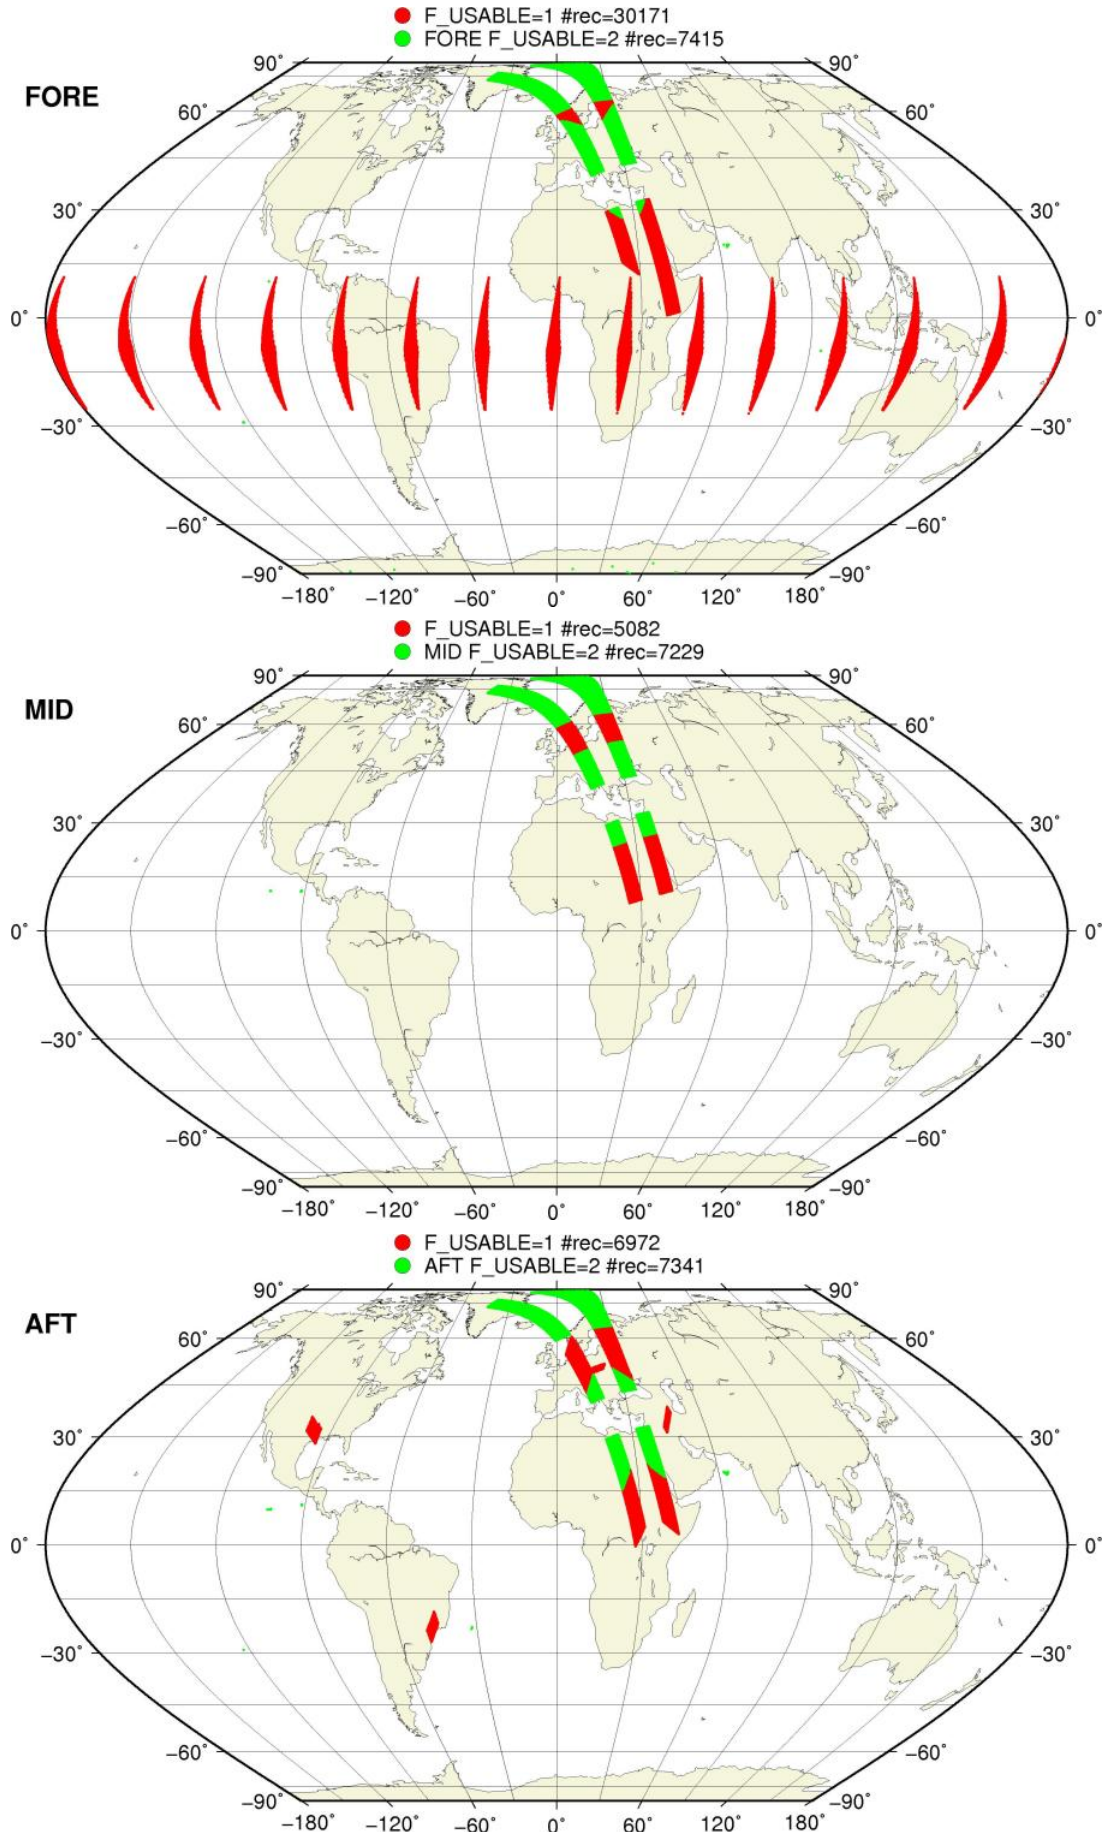 F_USABLE=1 #rec=30171
FORE F_USABLE=2 #rec=7415
FORE
90° 90°
60° 60°
30° 30°
0° 0°
−30° −30°
−60° −60°
−90° −90°
−180° −120° −60° 0° 60° 120° 180°
F_USABLE=1 #rec=5082
MID F_USABLE=2 #rec=7229
MID
90° 90°
60° 60°
30° 30°
0° 0°
−30° −30°
−60° −60°
−90° −90°
−180° −120° −60° 0° 60° 120° 180°
F_USABLE=1 #rec=6972
AFT F_USABLE=2 #rec=7341
AFT
90° 90°
60° 60°
30° 30°
0° 0°
−30° −30°
−60° −60°
−90° −90°
−180° −120° −60° 0° 60° 120° 180°